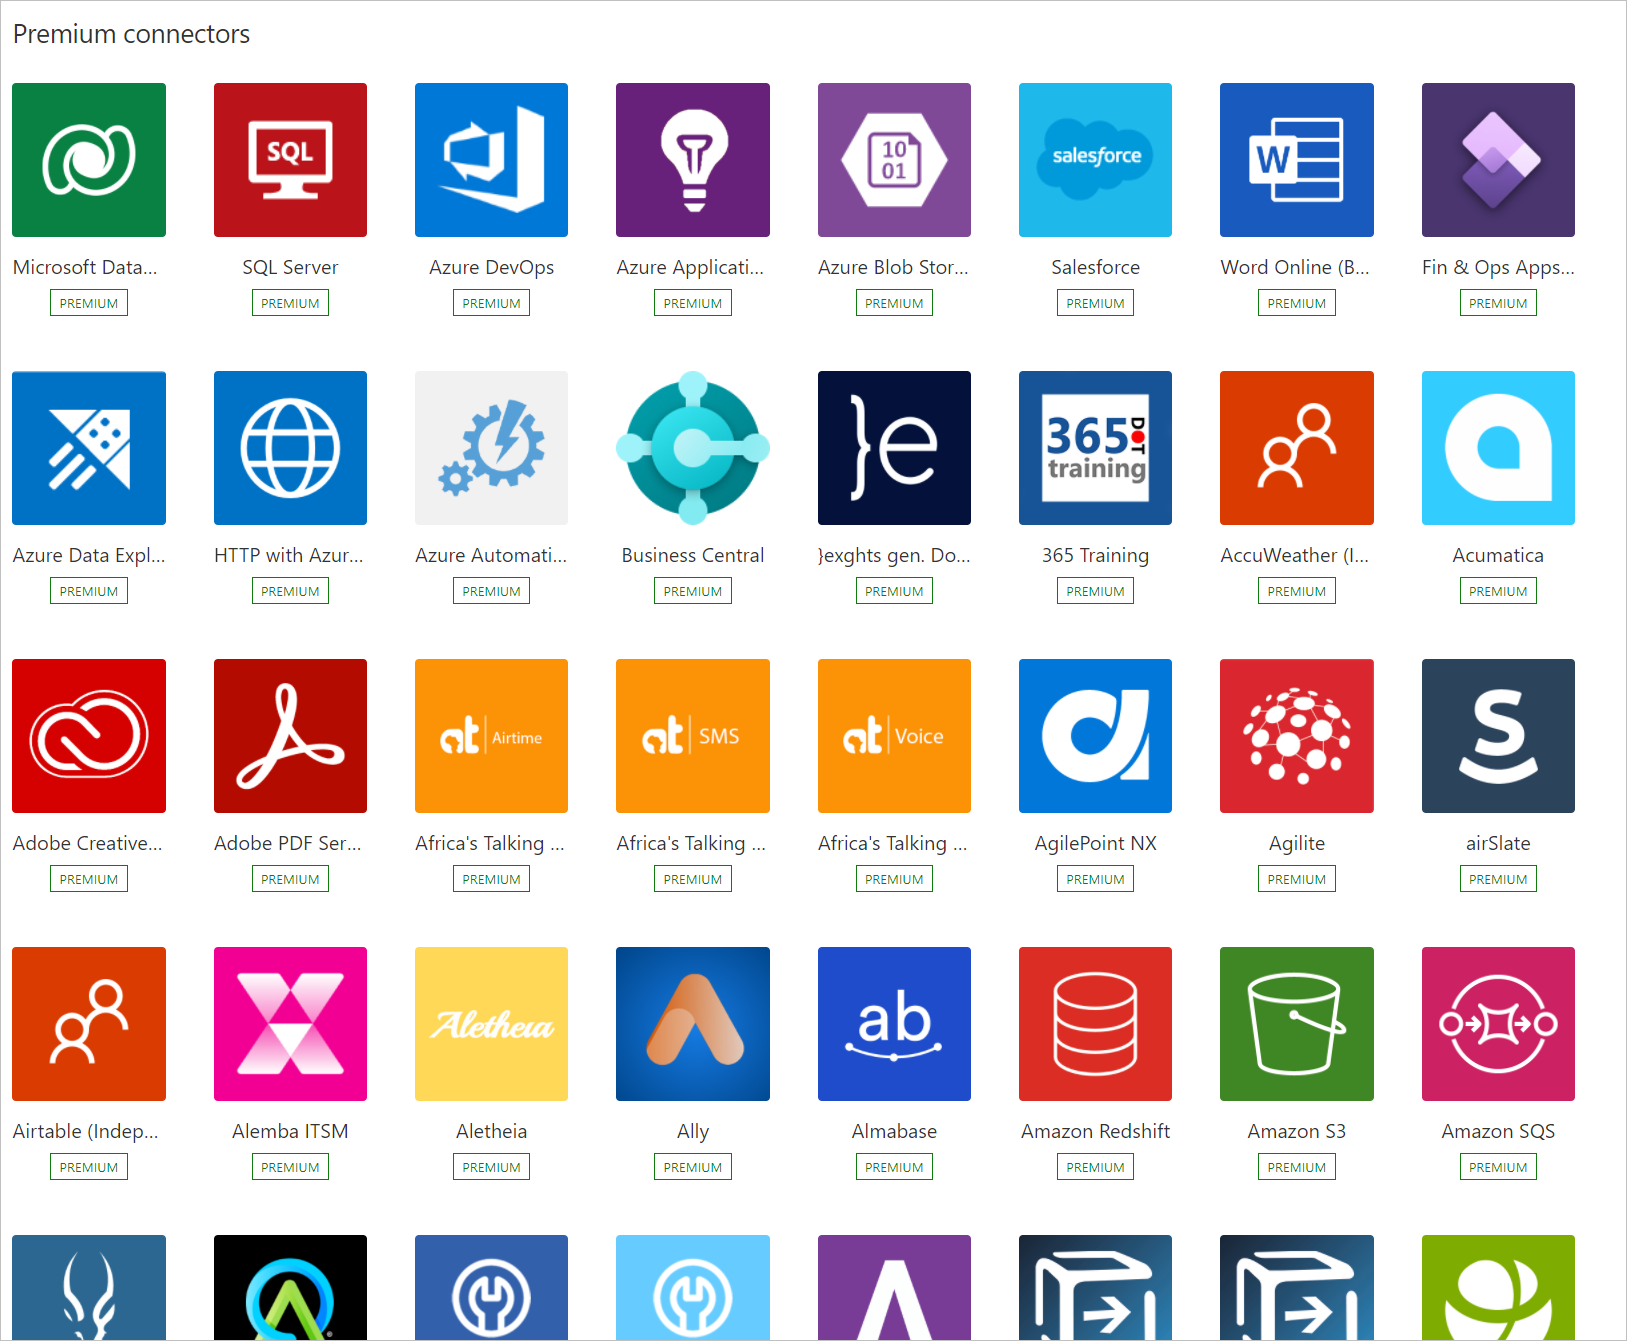 Premium connectors
SQL
10
01
salesforce
W
Microsoft Data...
SQL Server
Azure DevOps
Azure Applicati...
Azure Blob Stor...
Salesforce
Word Online (B...
Fin & Ops Apps...
PREMIUM
PREMIUM
PREMIUM
PREMIUM
PREMIUM
PREMIUM
PREMIUM
PREMIUM
}e
365 DOT
training
Azure Data Expl...
HTTP with Azur...
Azure Automati...
Business Central
}exghts gen. Do...
365 Training
AccuWeather (I...
Acumatica
PREMIUM
PREMIUM
PREMIUM
PREMIUM
PREMIUM
PREMIUM
PREMIUM
PREMIUM
at Airtime
at SMS
at Voice
S
Adobe Creative...
Adobe PDF Ser...
Africa's Talking ...
Africa's Talking ...
Africa's Talking ...
AgilePoint NX
Agilite
airSlate
PREMIUM
PREMIUM
PREMIUM
PREMIUM
PREMIUM
PREMIUM
PREMIUM
PREMIUM
Aletheia
ab
Airtable (Indep...
Alemba ITSM
Aletheia
Ally
Almabase
Amazon Redshift
Amazon S3
Amazon SQS
PREMIUM
PREMIUM
PREMIUM
PREMIUM
PREMIUM
PREMIUM
PREMIUM
PREMIUM